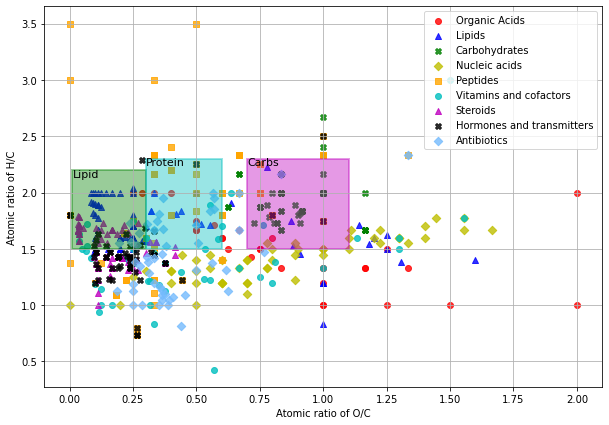 3.5
3.0
2.5
2.0
1.5
1.0
0.5
Atomic ratio of H/C
Organic Acids
Lipids
Carbohydrates
Nucleic acids
Peptides
Vitamins and cofactors
Steroids
Hormones and transmitters
Antibiotics
Lipid
Protein
Carbs
0.00 0.25 0.50 0.75 1.00 1.25 1.50 1.75 2.00
Atomic ratio of O/C